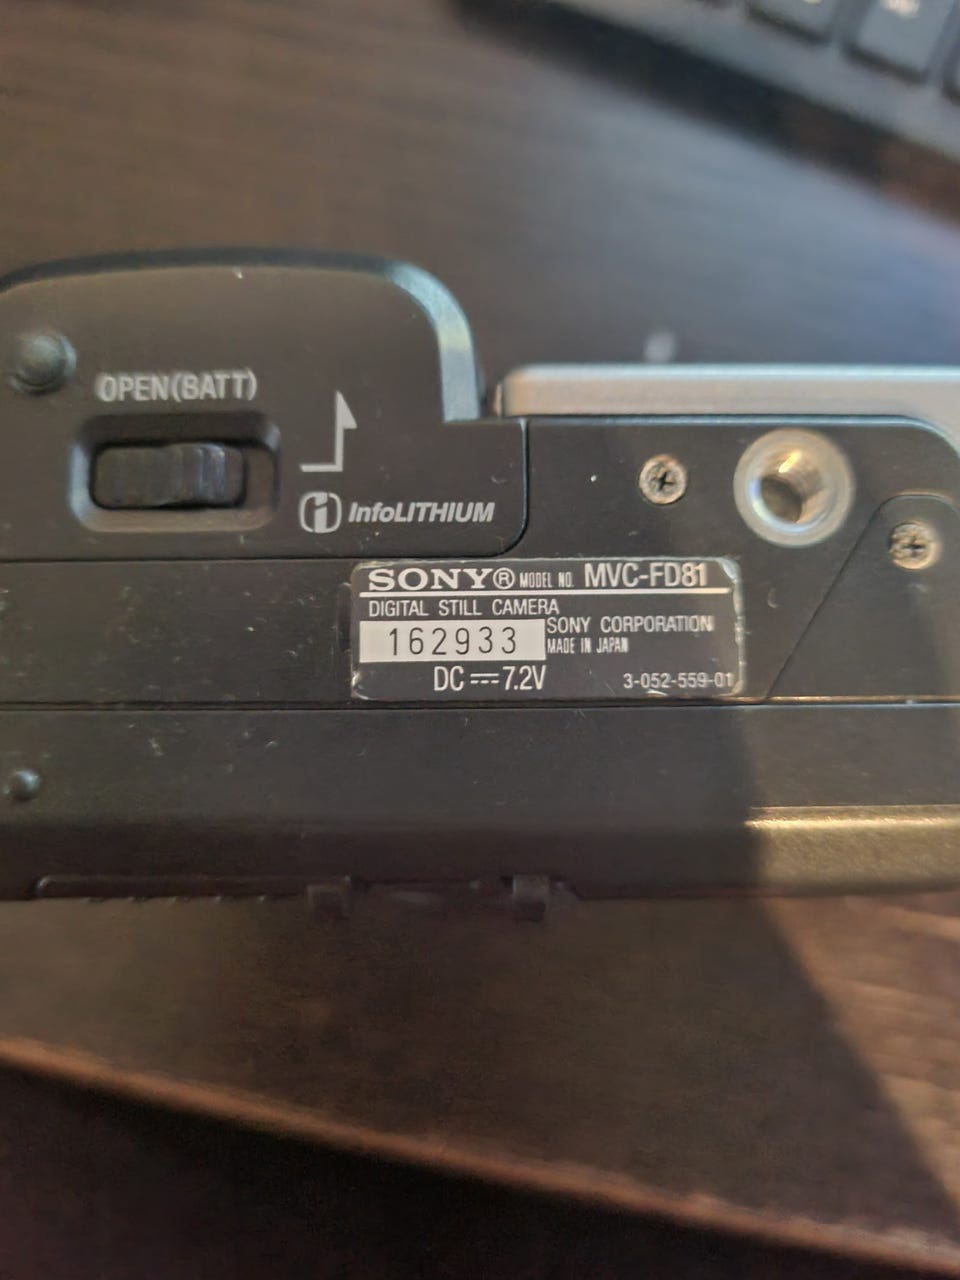 OPEN(BATT)
InfoLITHIUM
SONY® MODEL NO. MVC-FD81
DIGITAL STILL CAMERA
162933 SONY CORPORATION
MADE IN JAPAN
DC ⎓ 7.2V 3-052-559-01